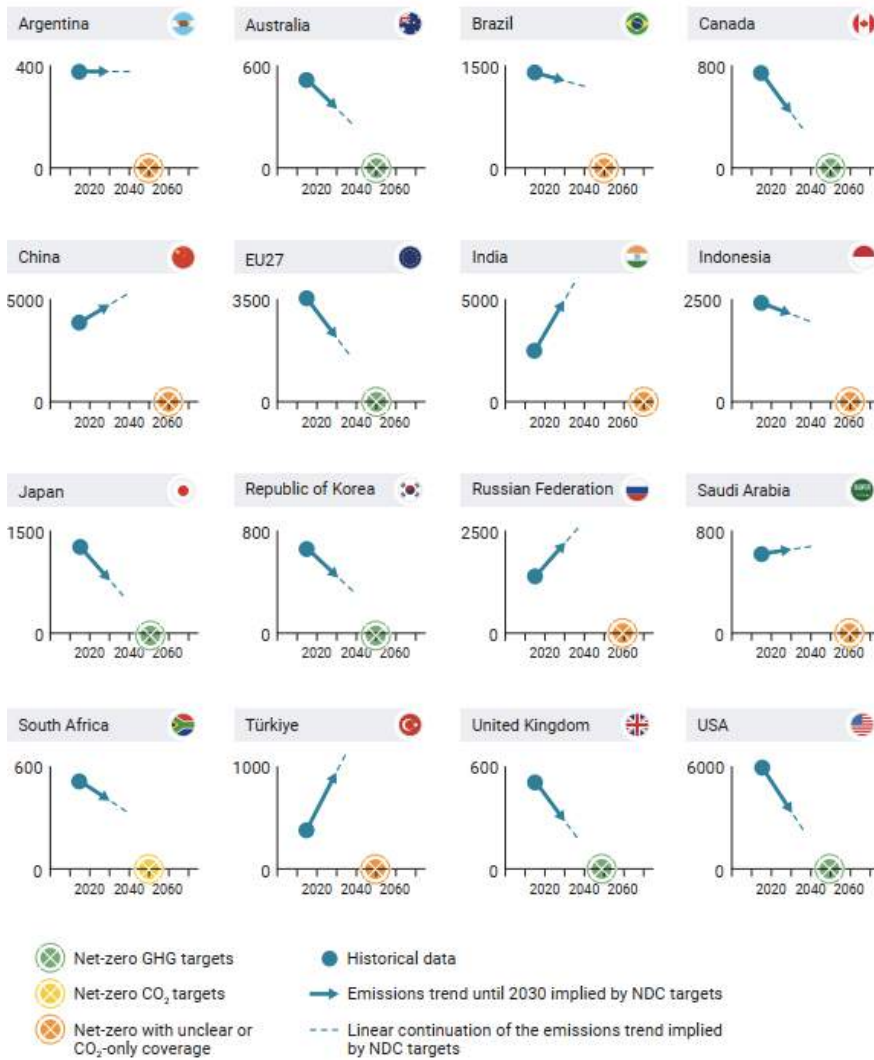 Argentina
Australia
Brazil
Canada
400
600
1500
800
0
0
0
0
2020 2040 2060
2020 2040 2060
2020 2040 2060
2020 2040 2060
China
EU27
India
Indonesia
5000
3500
5000
2500
0
0
0
0
2020 2040 2060
2020 2040 2060
2020 2040 2060
2020 2040 2060
Japan
Republic of Korea
Russian Federation
Saudi Arabia
1500
800
2500
800
0
0
0
0
2020 2040 2060
2020 2040 2060
2020 2040 2060
2020 2040 2060
South Africa
Türkiye
United Kingdom
USA
600
1000
600
6000
0
0
0
0
2020 2040 2060
2020 2040 2060
2020 2040 2060
2020 2040 2060
Net-zero GHG targets
Net-zero CO₂ targets
Net-zero with unclear or
CO₂-only coverage
Historical data
Emissions trend until 2030 implied by NDC targets
Linear continuation of the emissions trend implied
by NDC targets